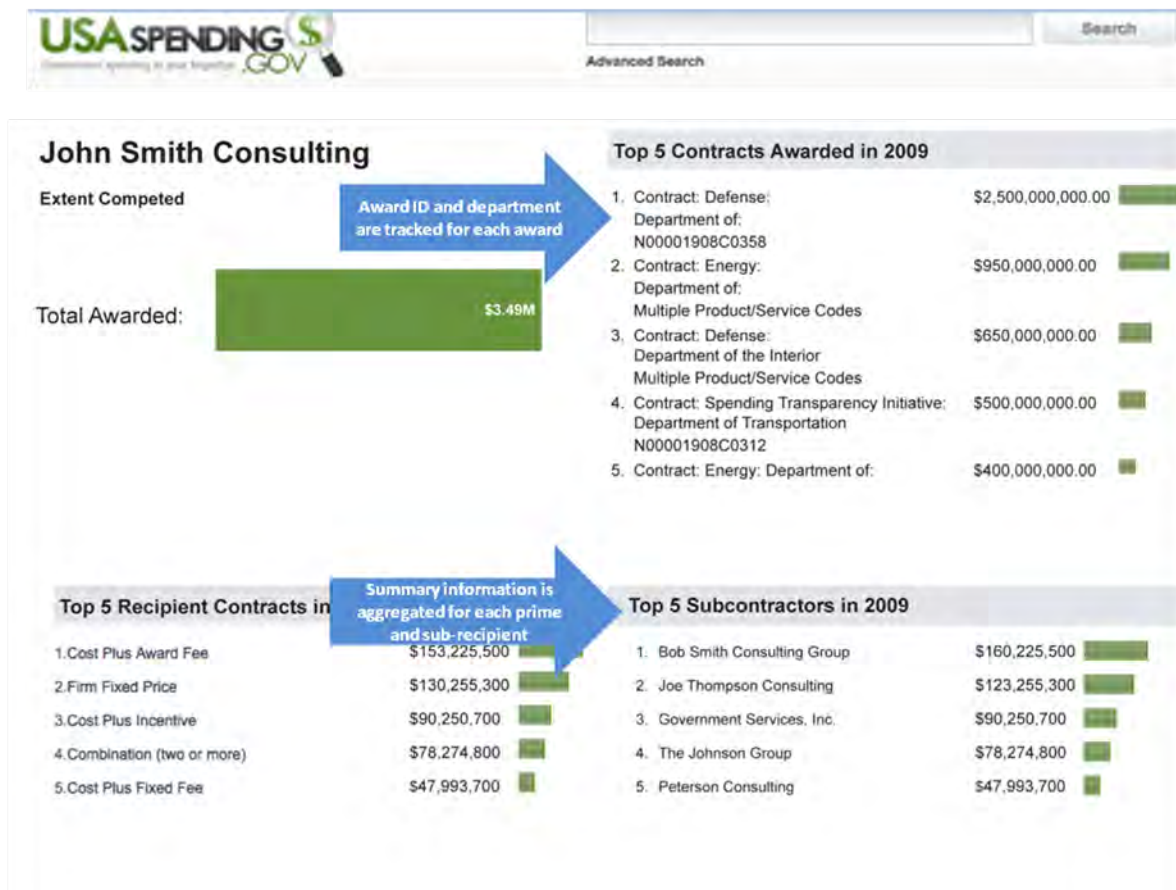 USASPENDING
.GOV
Search
Advanced Search
John Smith Consulting
Extent Competed
Award ID and department
are tracked for each award
Total Awarded:
$3.49M
Top 5 Contracts Awarded in 2009
1. Contract: Defense: $2,500,000,000.00
Department of:
N00001908C0358
2. Contract: Energy: $950,000,000.00
Department of:
Multiple Product/Service Codes
3. Contract: Defense: $650,000,000.00
Department of the Interior
Multiple Product/Service Codes
4. Contract: Spending Transparency Initiative: $500,000,000.00
Department of Transportation
N00001908C0312
5. Contract: Energy: Department of: $400,000,000.00
Top 5 Recipient Contracts in
Summary information is
aggregated for each prime
and sub-recipient
1.Cost Plus Award Fee $153,225,500
2.Firm Fixed Price $130,255,300
3.Cost Plus Incentive $90,250,700
4.Combination (two or more) $78,274,800
5.Cost Plus Fixed Fee $47,993,700
Top 5 Subcontractors in 2009
1. Bob Smith Consulting Group $160,225,500
2. Joe Thompson Consulting $123,255,300
3. Government Services, Inc. $90,250,700
4. The Johnson Group $78,274,800
5. Peterson Consulting $47,993,700